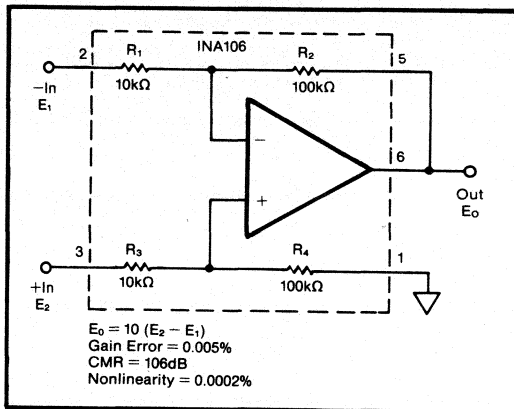 INA106
2
R1
R2
5
10kΩ
100kΩ
−In
E1
−
6
+
Out
Eo
3
R3
R4
1
10kΩ
100kΩ
+In
E2
Eo = 10 (E2 − E1)
Gain Error = 0.005%
CMR = 106dB
Nonlinearity = 0.0002%